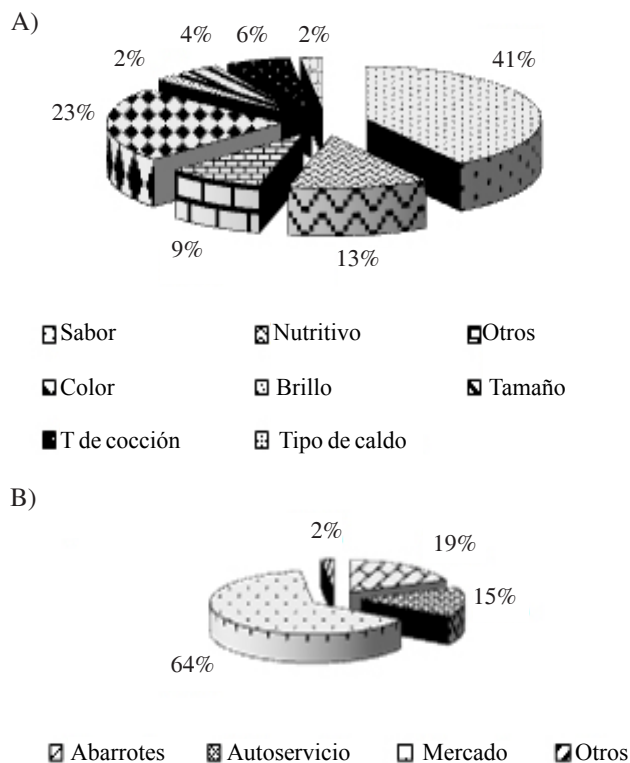 A)
4% 6% 2%
2% 41%
23%
9% 13%
Sabor Nutritivo Otros
Color Brillo Tamaño
T de cocción Tipo de caldo
B)
2% 19%
15%
64%
Abarrotes Autoservicio Mercado Otros